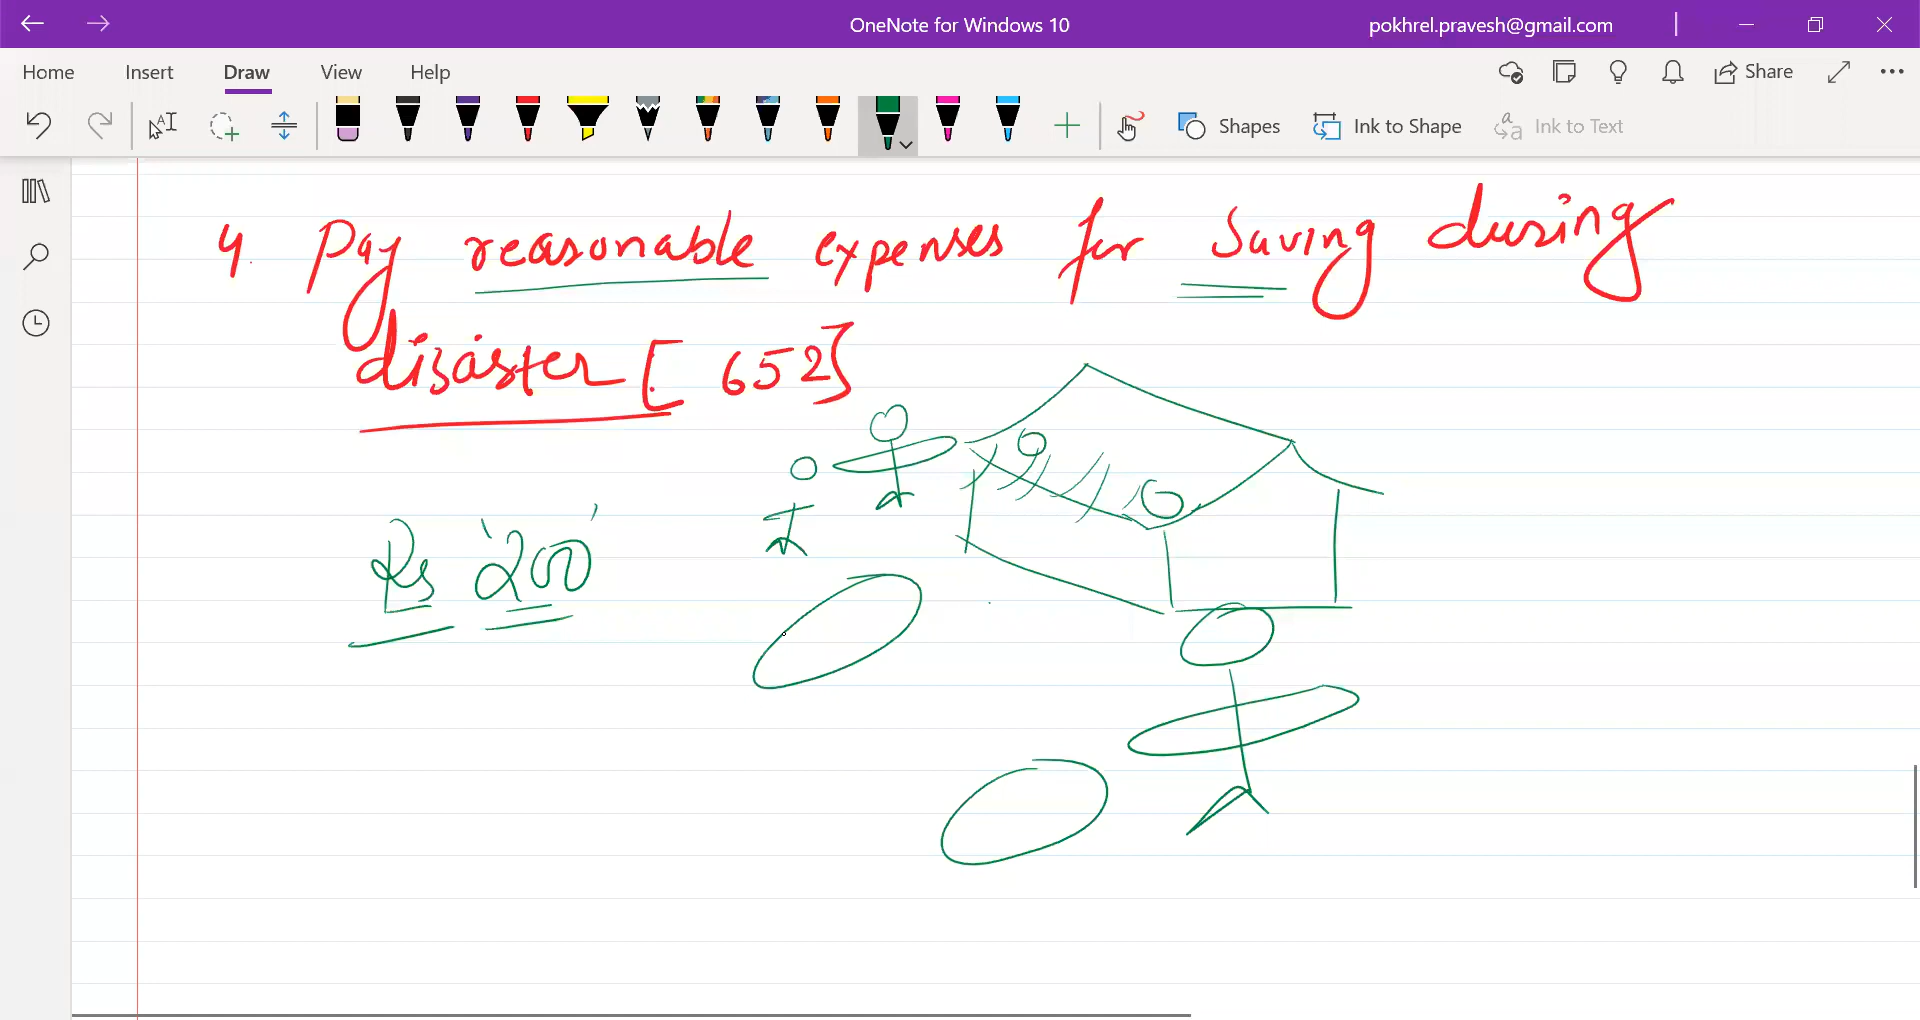 OneNote for Windows 10
pokhrel.pravesh@gmail.com
Home Insert Draw View Help
Share
Shapes Ink to Shape Ink to Text
4. Pay reasonable expenses for Saving during
disaster [652]
Rs '200'